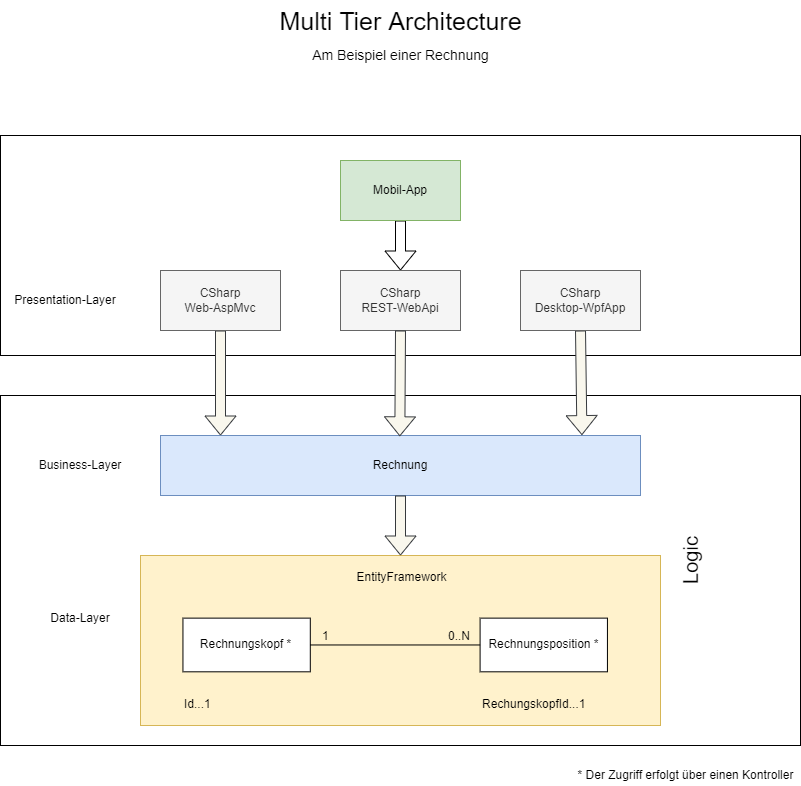 Multi Tier Architecture
Am Beispiel einer Rechnung
Mobil-App
Presentation-Layer
CSharp
Web-AspMvc
CSharp
REST-WebApi
CSharp
Desktop-WpfApp
Business-Layer
Rechnung
Logic
Data-Layer
EntityFramework
Rechnungskopf *
1
0..N
Rechnungsposition *
Id...1
RechungskopfId...1
* Der Zugriff erfolgt über einen Kontroller